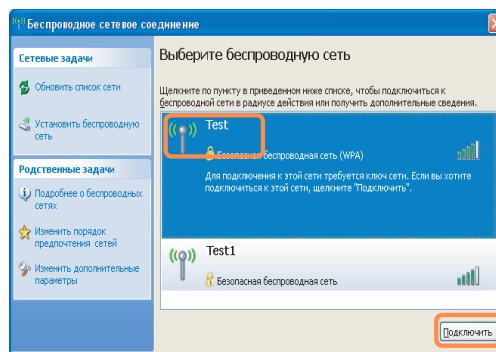 Беспроводное сетевое соединение
Сетевые задачи
Обновить список сети
Установить беспроводную
сеть
Родственные задачи
Подробнее о беспроводных
сетях
Изменить порядок
предпочтения сетей
Изменить дополнительные
параметры
Выберите беспроводную сеть
Щелкните по пункту в приведенном ниже списке, чтобы подключиться к
беспроводной сети в радиусе действия или получить дополнительные сведения.
Test
Безопасная беспроводная сеть (WPA)
Для подключения к этой сети требуется ключ сети. Если вы хотите
подключиться к этой сети, щелкните "Подключить".
Test1
Безопасная беспроводная сеть
Подключить